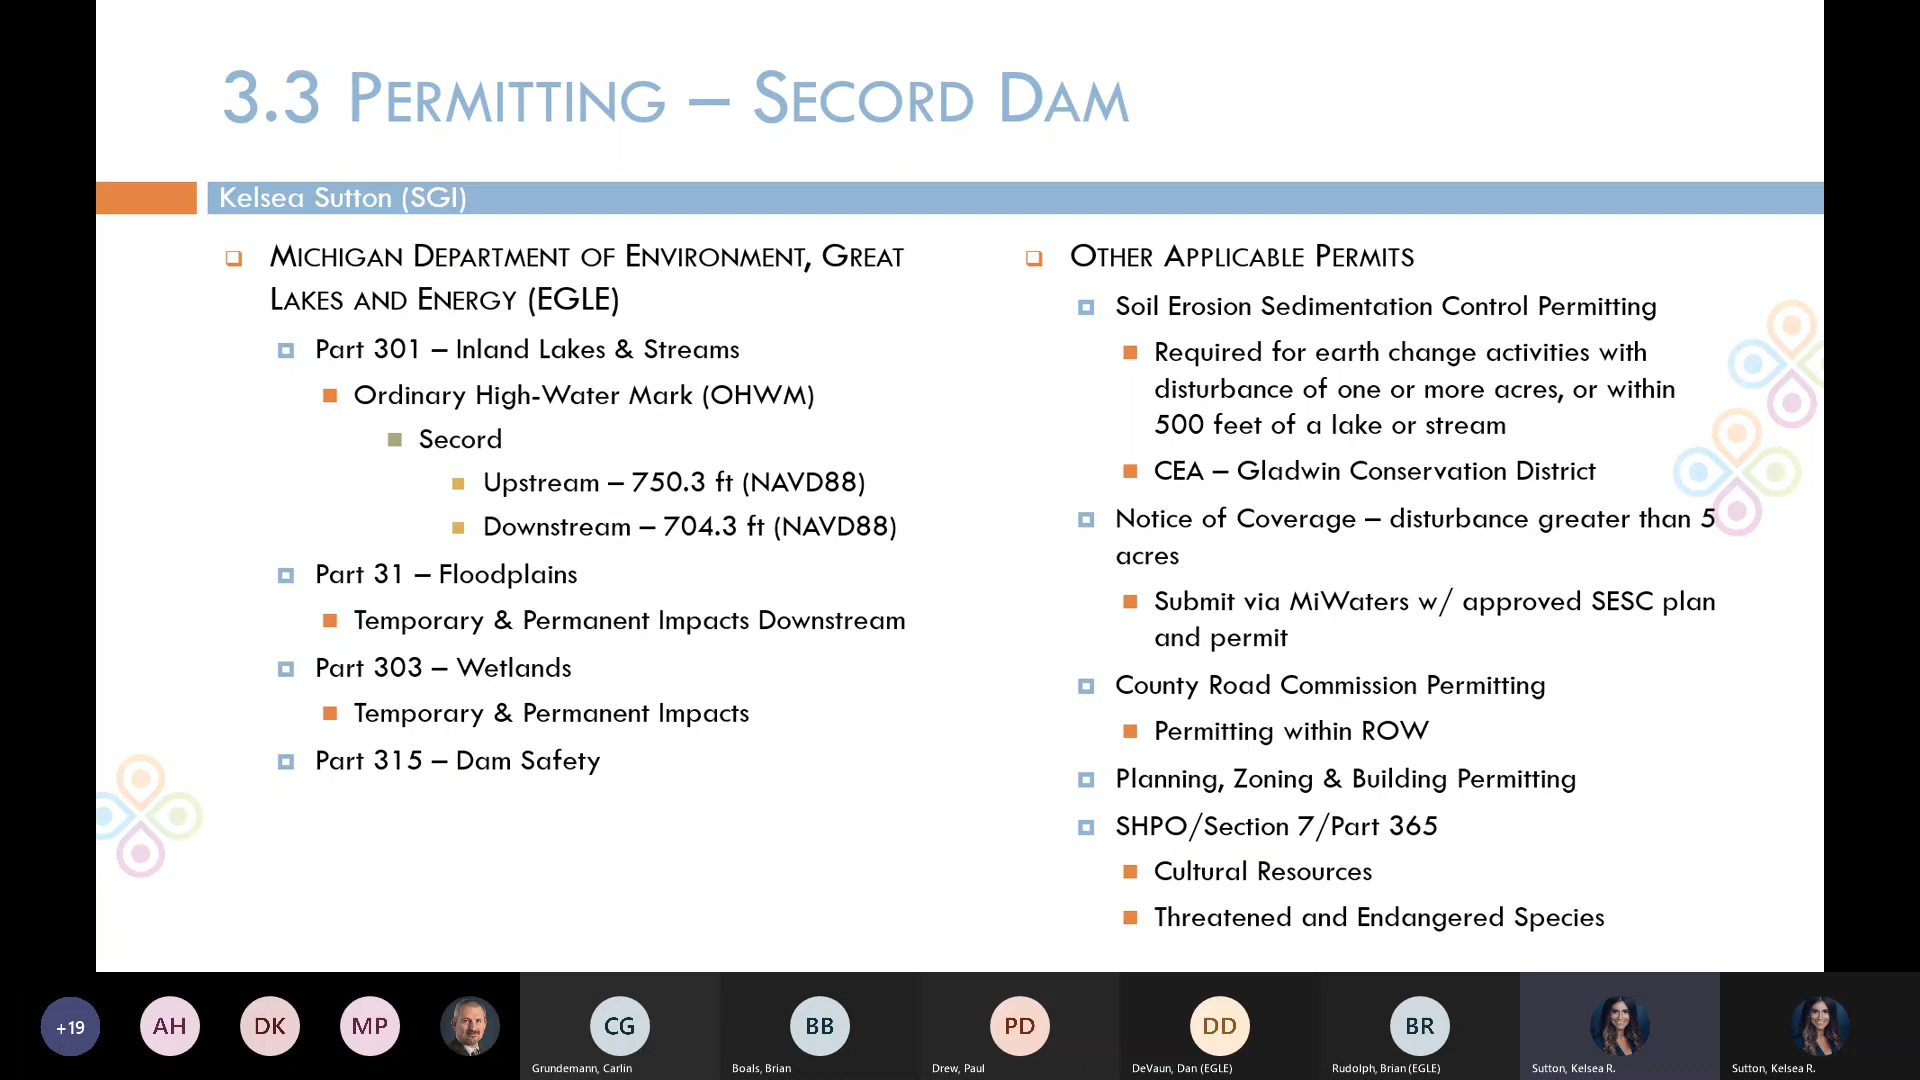 3.3 Permitting – Secord Dam
Kelsea Sutton (SGI)
Michigan Department of Environment, Great
Lakes and Energy (EGLE)
Part 301 – Inland Lakes & Streams
Ordinary High-Water Mark (OHWM)
Secord
Upstream – 750.3 ft (NAVD88)
Downstream – 704.3 ft (NAVD88)
Part 31 – Floodplains
Temporary & Permanent Impacts Downstream
Part 303 – Wetlands
Temporary & Permanent Impacts
Part 315 – Dam Safety
Other Applicable Permits
Soil Erosion Sedimentation Control Permitting
Required for earth change activities with
disturbance of one or more acres, or within
500 feet of a lake or stream
CEA – Gladwin Conservation District
Notice of Coverage – disturbance greater than 5
acres
Submit via MiWaters w/ approved SESC plan
and permit
County Road Commission Permitting
Permitting within ROW
Planning, Zoning & Building Permitting
SHPO/Section 7/Part 365
Cultural Resources
Threatened and Endangered Species
+19
AH
DK
MP
CG
BB
PD
DD
BR
Grundemann, Carlin
Boals, Brian
Drew, Paul
DeVaun, Dan (EGLE)
Rudolph, Brian (EGLE)
Sutton, Kelsea R.
Sutton, Kelsea R.